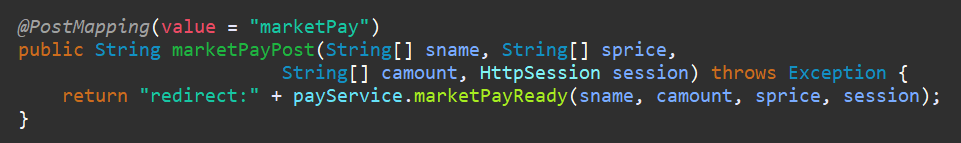 @PostMapping(value = "marketPay")
public String marketPayPost(String[] sname, String[] sprice,
String[] camount, HttpSession session) throws Exception {
return "redirect:" + payService.marketPayReady(sname, camount, sprice, session);
}